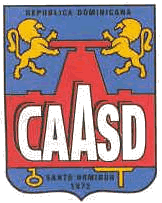 REPUBLICA DOMINICANA
CAASD
SANTO DOMINGO
1973